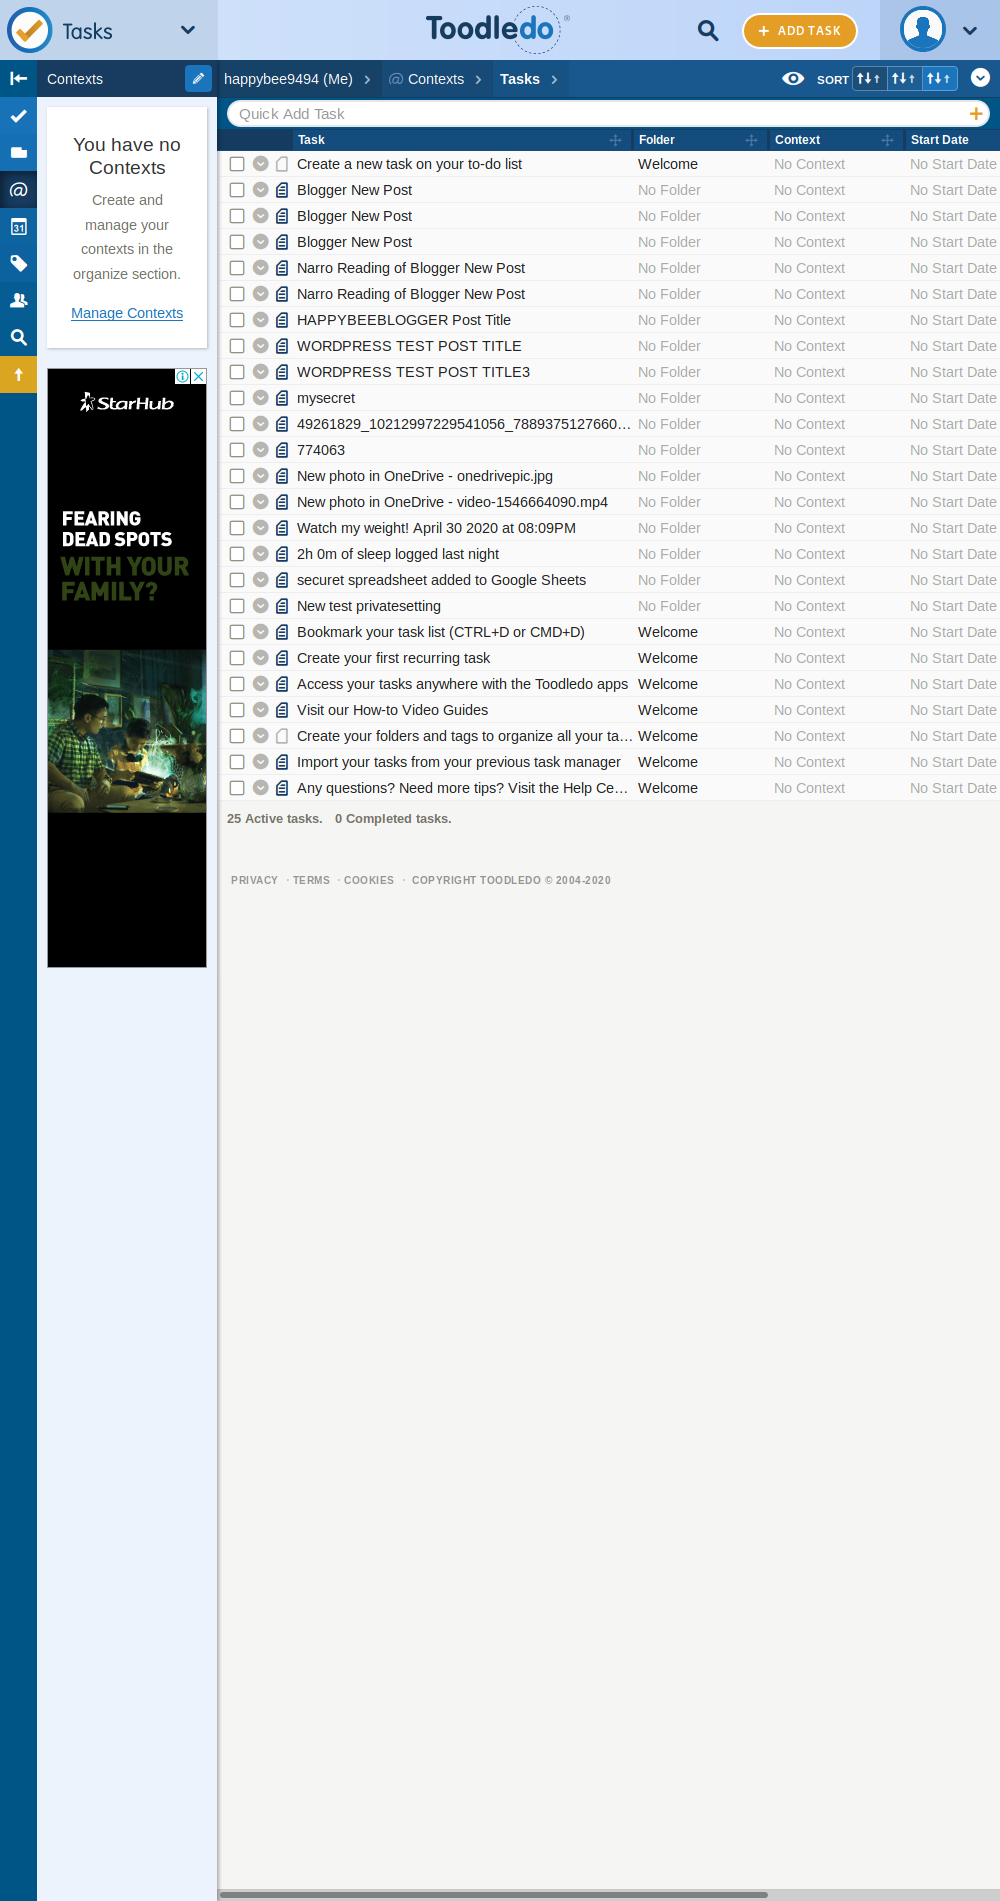 Tasks
Toodledo ®
+ ADD TASK
Contexts
happybee9494 (Me) > @ Contexts > Tasks >
SORT
Quick Add Task
Task Folder Context Start Date
You have no
Contexts
Create and
manage your
contexts in the
organize section.
Manage Contexts
31
StarHub
FEARING
DEAD SPOTS
WITH YOUR
FAMILY?
Create a new task on your to-do list Welcome No Context No Start Date
Blogger New Post No Folder No Context No Start Date
Blogger New Post No Folder No Context No Start Date
Blogger New Post No Folder No Context No Start Date
Narro Reading of Blogger New Post No Folder No Context No Start Date
Narro Reading of Blogger New Post No Folder No Context No Start Date
HAPPYBEEBLOGGER Post Title No Folder No Context No Start Date
WORDPRESS TEST POST TITLE No Folder No Context No Start Date
WORDPRESS TEST POST TITLE3 No Folder No Context No Start Date
mysecret No Folder No Context No Start Date
49261829_10212997229541056_7889375127660... No Folder No Context No Start Date
774063 No Folder No Context No Start Date
New photo in OneDrive - onedrivepic.jpg No Folder No Context No Start Date
New photo in OneDrive - video-1546664090.mp4 No Folder No Context No Start Date
Watch my weight! April 30 2020 at 08:09PM No Folder No Context No Start Date
2h 0m of sleep logged last night No Folder No Context No Start Date
securet spreadsheet added to Google Sheets No Folder No Context No Start Date
New test privatesetting No Folder No Context No Start Date
Bookmark your task list (CTRL+D or CMD+D) Welcome No Context No Start Date
Create your first recurring task Welcome No Context No Start Date
Access your tasks anywhere with the Toodledo apps Welcome No Context No Start Date
Visit our How-to Video Guides Welcome No Context No Start Date
Create your folders and tags to organize all your ta... Welcome No Context No Start Date
Import your tasks from your previous task manager Welcome No Context No Start Date
Any questions? Need more tips? Visit the Help Ce... Welcome No Context No Start Date
25 Active tasks. 0 Completed tasks.
PRIVACY · TERMS · COOKIES · COPYRIGHT TOODLEDO © 2004-2020